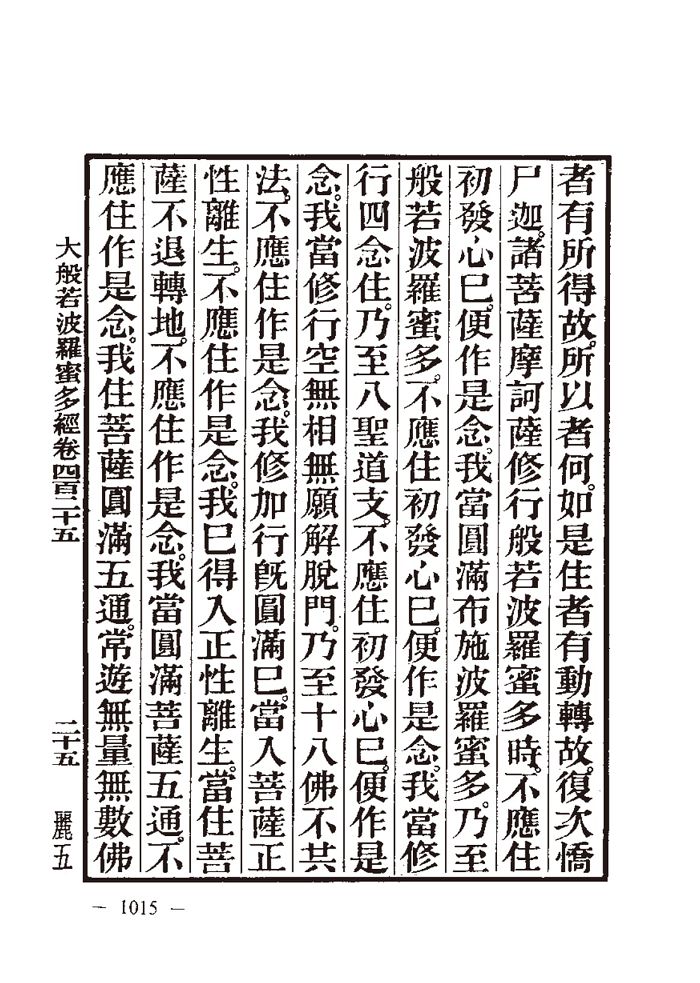 者有所得故。所以者何。如是住者有動轉故。復次憍
尸迦。諸菩薩摩訶薩修行般若波羅蜜多時。不應住
初發心已。便作是念。我當圓滿布施波羅蜜多。乃至
般若波羅蜜多。不應住初發心已。便作是念。我當修
行四念住。乃至八聖道支。不應住初發心已。便作是
念。我當修行空無相無願解脫門。乃至十八佛不共
法。不應住作是念。我修加行旣圓滿已。當入菩薩正
性離生。不應住作是念。我已得入正性離生。當住菩
薩不退轉地。不應住作是念。我當圓滿菩薩五通。不
應住作是念。我住菩薩圓滿五通。常遊無量無數佛
大般若波羅蜜多經卷四百二十五 二十五 麗五
— 1015 —